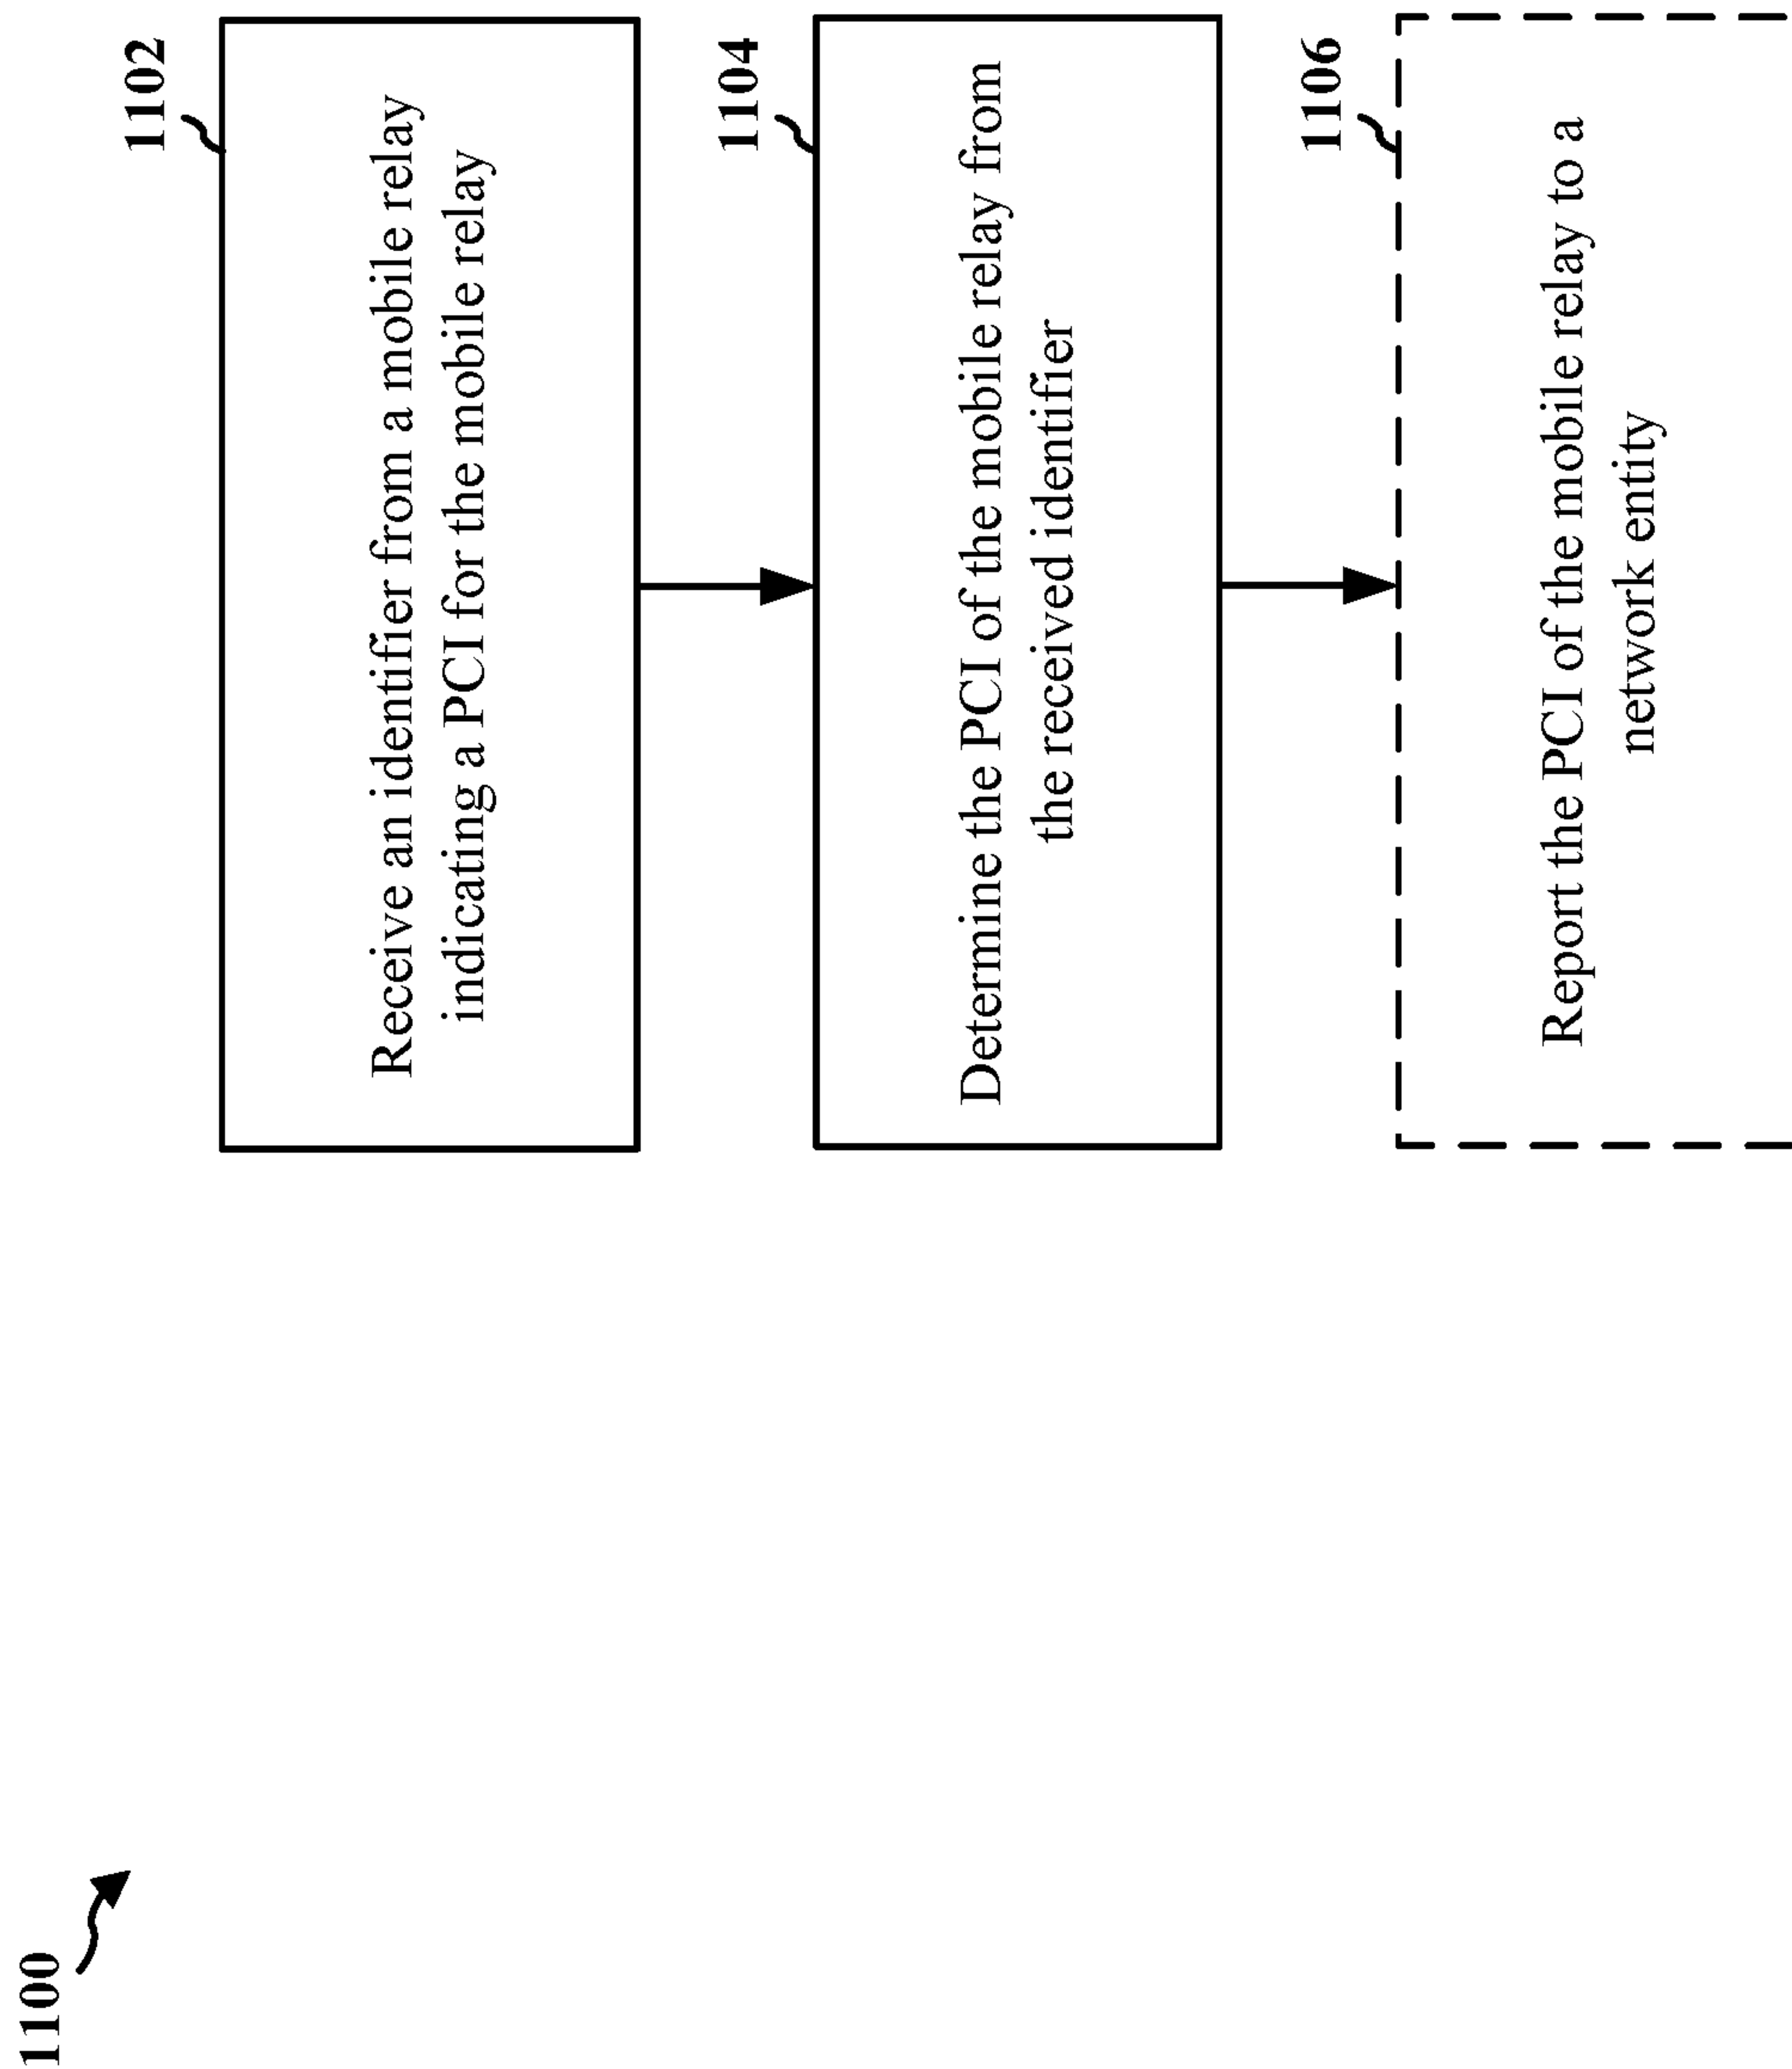 1100
1102
Receive an identifier from a mobile relay
indicating a PCI for the mobile relay
1104
Determine the PCI of the mobile relay from
the received identifier
1106
Report the PCI of the mobile relay to a
network entity